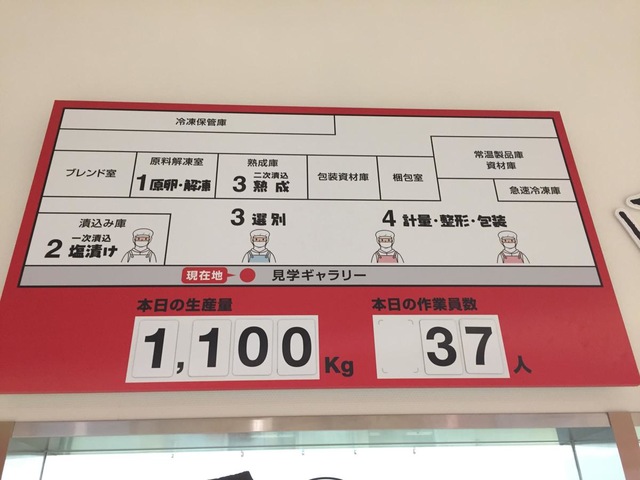 冷凍保管庫
常温製品庫
資材庫
ブレンド室
原料解凍室
1 原卵・解凍
熟成庫
二次漬込
3 熟成
包装資材庫
梱包室
急速冷凍庫
漬込み庫
一次漬込
2 塩漬け
3 選別
4 計量・整形・包装
現在地
見学ギャラリー
本日の生産量
1,100 Kg
本日の作業員数
37 人